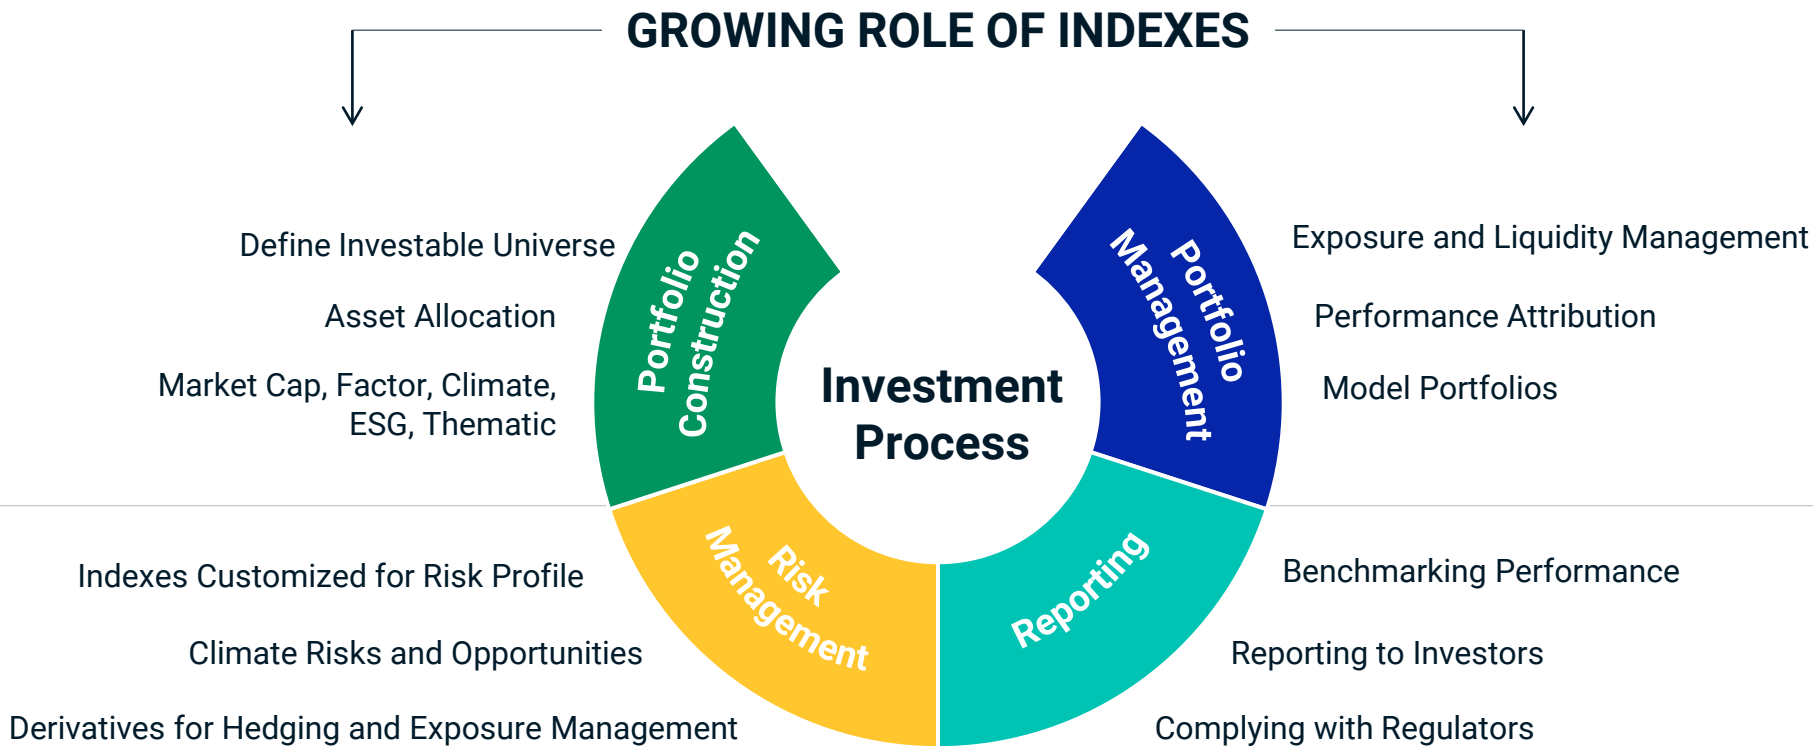 GROWING ROLE OF INDEXES
Define Investable Universe
Asset Allocation
Market Cap, Factor, Climate,
ESG, Thematic
Portfolio
Construction
Investment
Process
Portfolio
Management
Exposure and Liquidity Management
Performance Attribution
Model Portfolios
Indexes Customized for Risk Profile
Climate Risks and Opportunities
Derivatives for Hedging and Exposure Management
Risk
Management
Reporting
Benchmarking Performance
Reporting to Investors
Complying with Regulators